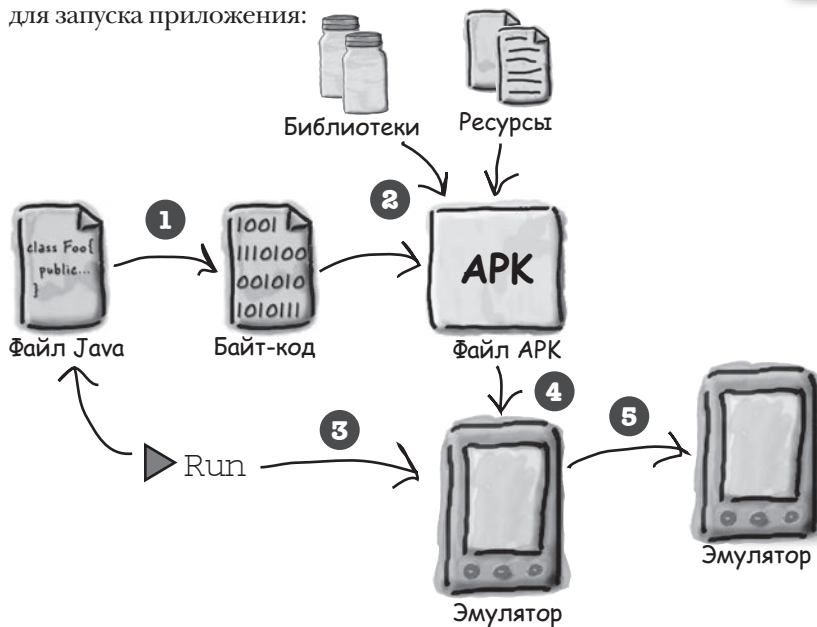 для запуска приложения:
Библиотеки
Ресурсы
1
2
class Foo{
public...
}
1001
1110100
001010
1010111
APK
Файл Java
Байт-код
Файл APK
3
4
5
Run
Эмулятор
Эмулятор